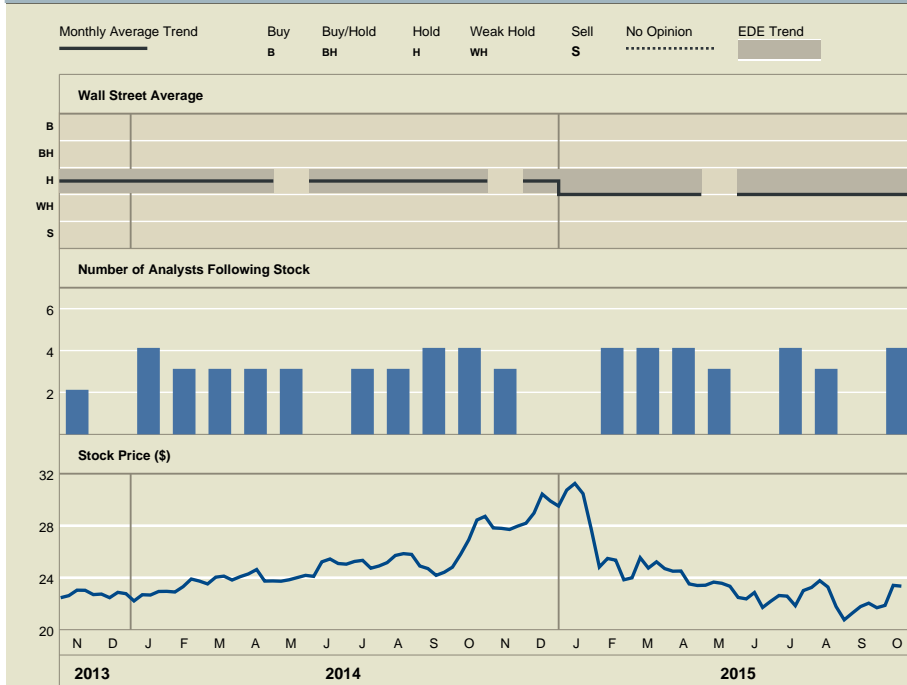 Monthly Average Trend Buy Buy/Hold Hold Weak Hold Sell No Opinion EDE Trend
B BH H WH S
Wall Street Average
B
BH
H
WH
S
Number of Analysts Following Stock
6
4
2
Stock Price ($)
32
28
24
20
N D J F M A M J J A S O N D J F M A M J J A S O
2013 2014 2015